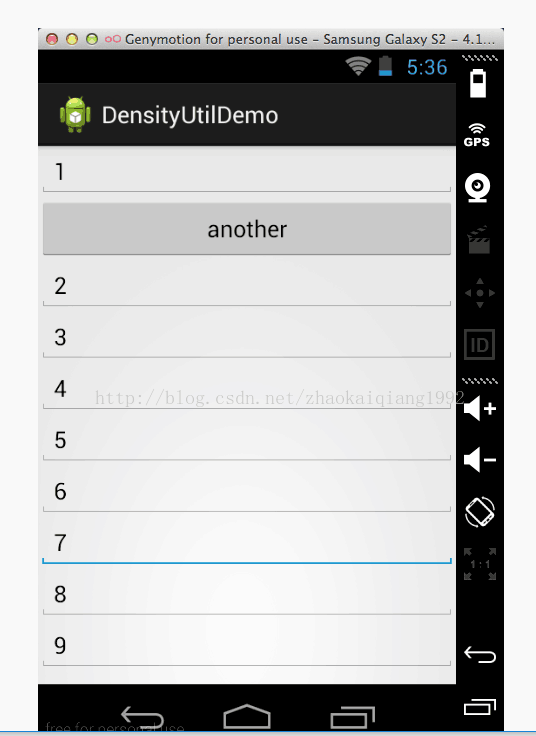 Genymotion for personal use - Samsung Galaxy S2 - 4.1...
5:36
DensityUtilDemo
1
another
2
3
4
http://blog.csdn.net/zhaokaiqiang1992
5
6
7
8
9
GPS
ID
1:1
free for personal use